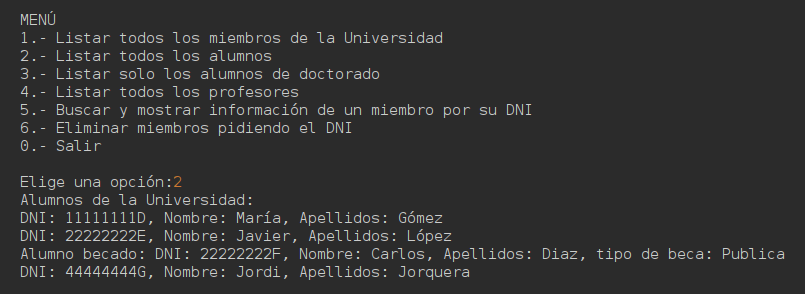 MENÚ
1.- Listar todos los miembros de la Universidad
2.- Listar todos los alumnos
3.- Listar solo los alumnos de doctorado
4.- Listar todos los profesores
5.- Buscar y mostrar información de un miembro por su DNI
6.- Eliminar miembros pidiendo el DNI
0.- Salir
Elige una opción:2
Alumnos de la Universidad:
DNI: 11111111D, Nombre: María, Apellidos: Gómez
DNI: 22222222E, Nombre: Javier, Apellidos: López
Alumno becado: DNI: 22222222F, Nombre: Carlos, Apellidos: Diaz, tipo de beca: Publica
DNI: 44444444G, Nombre: Jordi, Apellidos: Jorquera